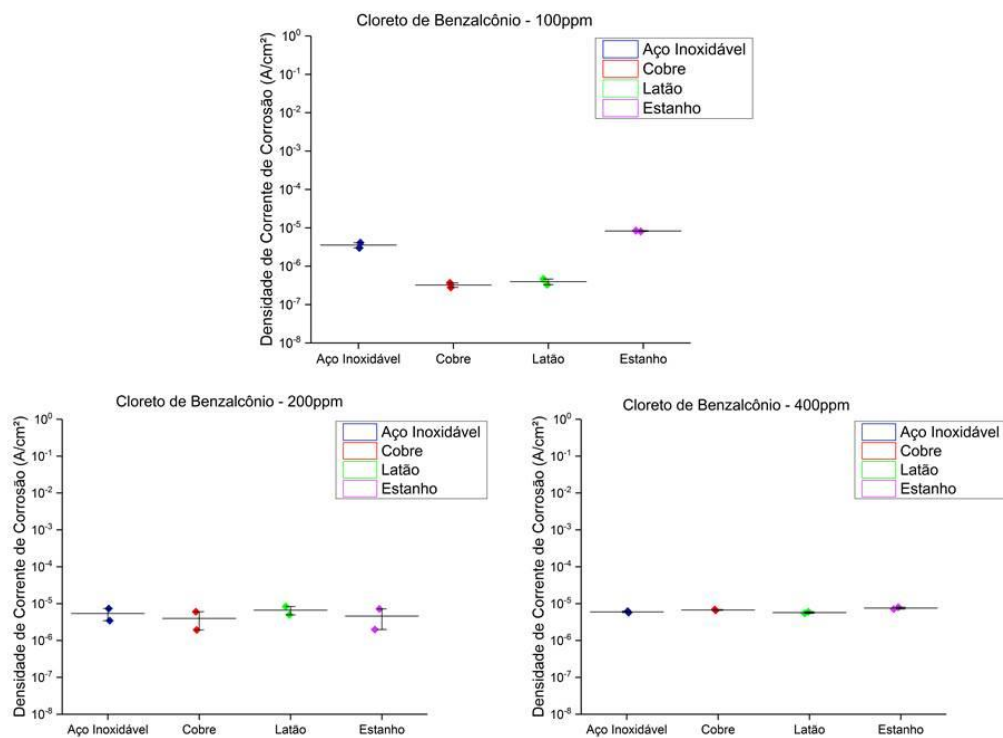 Cloreto de Benzalcônio - 100ppm
Densidade de Corrente de Corrosão (A/cm²)
10⁰
10⁻¹
10⁻²
10⁻³
10⁻⁴
10⁻⁵
10⁻⁶
10⁻⁷
10⁻⁸
Aço Inoxidável
Cobre
Latão
Estanho
Aço Inoxidável Cobre Latão Estanho
Cloreto de Benzalcônio - 200ppm
Densidade de Corrente de Corrosão (A/cm²)
10⁰
10⁻¹
10⁻²
10⁻³
10⁻⁴
10⁻⁵
10⁻⁶
10⁻⁷
10⁻⁸
Aço Inoxidável
Cobre
Latão
Estanho
Aço Inoxidável Cobre Latão Estanho
Cloreto de Benzalcônio - 400ppm
Densidade de Corrente de Corrosão (A/cm²)
10⁰
10⁻¹
10⁻²
10⁻³
10⁻⁴
10⁻⁵
10⁻⁶
10⁻⁷
10⁻⁸
Aço Inoxidável
Cobre
Latão
Estanho
Aço Inoxidável Cobre Latão Estanho